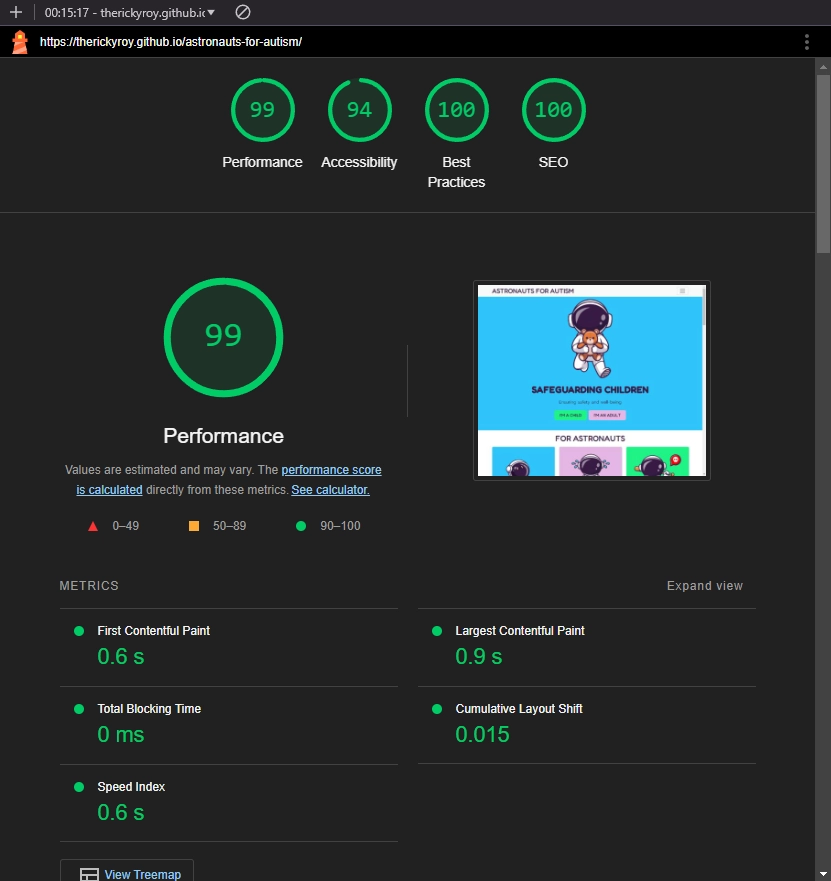 00:15:17 - therickyroy.github.ic
https://therickyroy.github.io/astronauts-for-autism/
99
94
100
100
Performance
Accessibility
Best
Practices
SEO
99
Performance
Values are estimated and may vary. The performance score
is calculated directly from these metrics. See calculator.
0–49
50–89
90–100
ASTRONAUTS FOR AUTISM
SAFEGUARDING CHILDREN
Ensuring safety and well-being
I'M A CHILD
I'M AN ADULT
FOR ASTRONAUTS
METRICS
Expand view
First Contentful Paint
0.6 s
Largest Contentful Paint
0.9 s
Total Blocking Time
0 ms
Cumulative Layout Shift
0.015
Speed Index
0.6 s
View Treemap